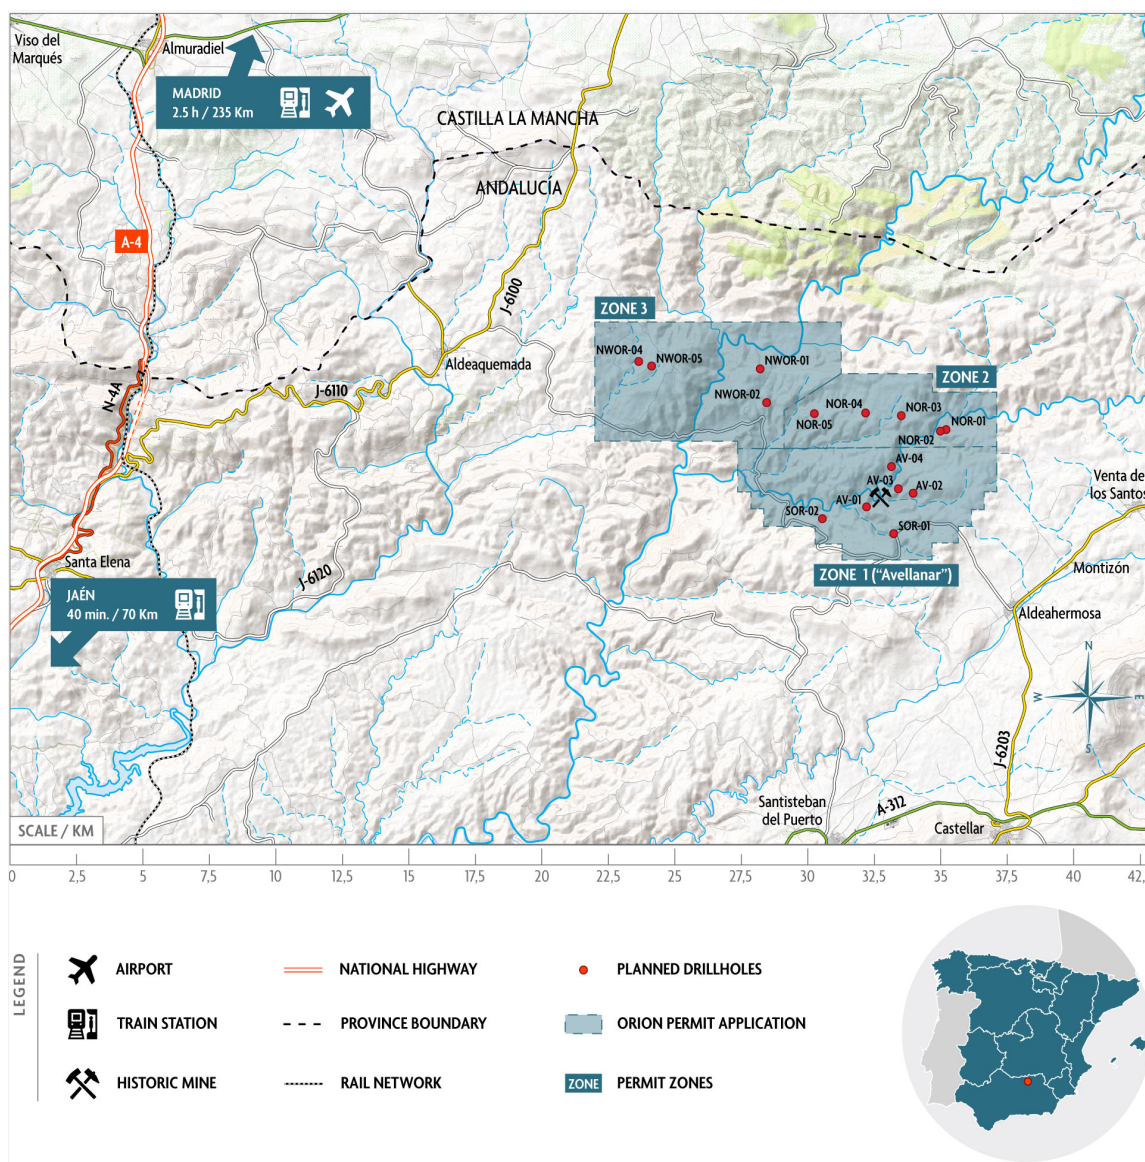 Viso del
Marqués
Almuradiel
MADRID
2.5 h / 235 Km
CASTILLA LA MANCHA
ANDALUCÍA
A-4
J-6100
ZONE 3
NWOR-04
NWOR-05
NWOR-01
Aldeaquemada
N-4A
J-6110
ZONE 2
NWOR-02
NOR-04
NOR-03
NOR-05
NOR-01
NOR-02
AV-04
Venta de
los Santos
AV-03
AV-02
AV-01
SOR-02
SOR-01
Santa Elena
J-6120
ZONE 1 ("Avellanar")
Montizón
JAÉN
40 min. / 70 Km
Aldeahermosa
N
W
E
S
J-6203
Santisteban
del Puerto
A-312
Castellar
SCALE / KM
0 2,5 5 7,5 10 12,5 15 17,5 20 22,5 25 27,5 30 32,5 35 37,5 40 42,
LEGEND
AIRPORT
NATIONAL HIGHWAY
PLANNED DRILLHOLES
TRAIN STATION
PROVINCE BOUNDARY
ORION PERMIT APPLICATION
HISTORIC MINE
RAIL NETWORK
ZONE
PERMIT ZONES